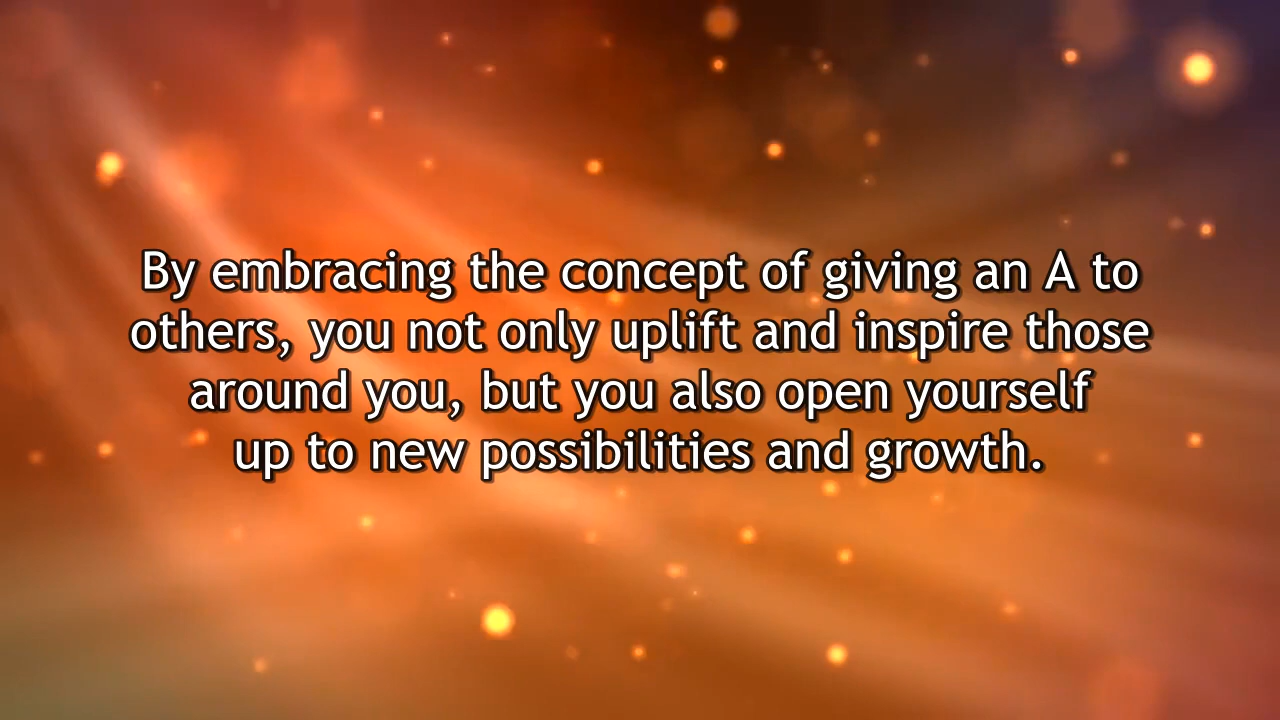 By embracing the concept of giving an A to
others, you not only uplift and inspire those
around you, but you also open yourself
up to new possibilities and growth.